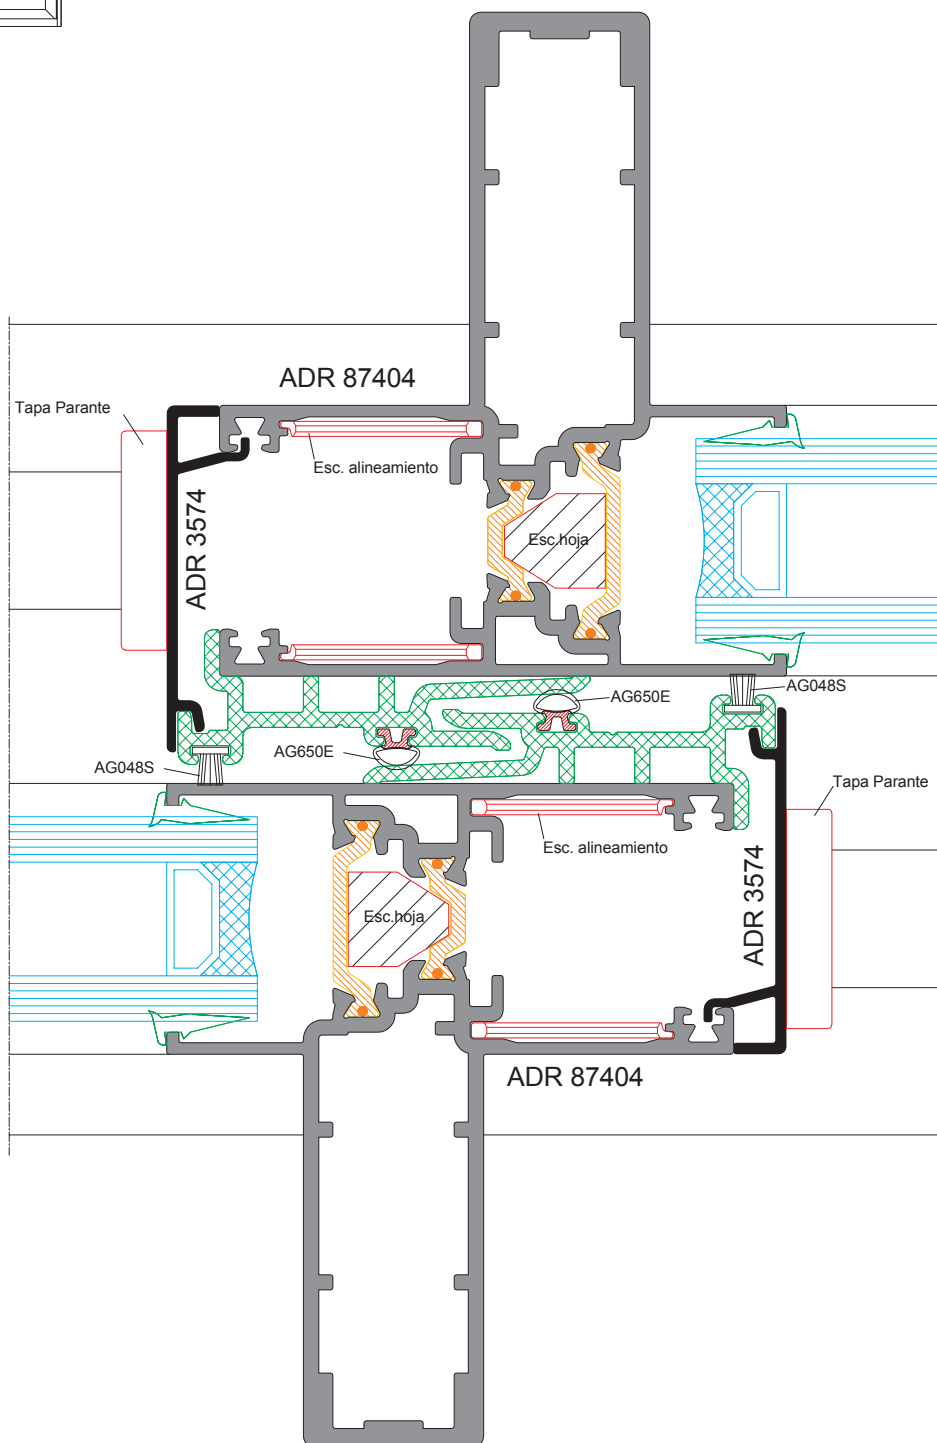 ADR 87404
Tapa Parante
Esc. alineamiento
ADR 3574
Esc.hoja
AG048S
AG650E
AG650E
AG048S
Tapa Parante
Esc. alineamiento
ADR 3574
Esc.hoja
ADR 87404